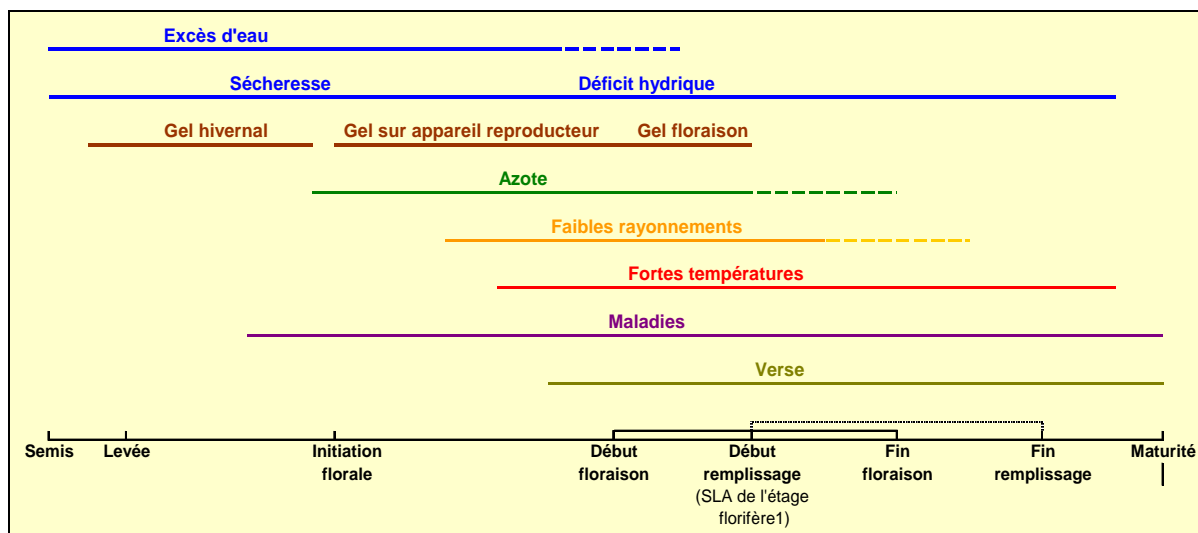 Excès d'eau
Sécheresse Déficit hydrique
Gel hivernal Gel sur appareil reproducteur Gel floraison
Azote
Faibles rayonnements
Fortes températures
Maladies
Verse
Semis Levée Initiation Début Début Fin Fin Maturité
florale floraison remplissage floraison remplissage
(SLA de l'étage
florifère1)